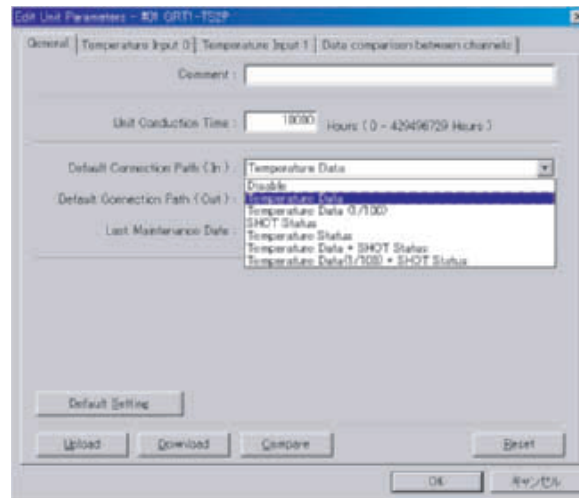 Edit Unit Parameters - #01 GRT1-TS2P
General
Temperature Input 0
Temperature Input 1
Data comparison between channels
Comment :
Unit Conduction Time :
Hours ( 0 - 429496729 Hours )
Default Connection Path ( In ) :
Temperature Data
Disable
Default Connection Path ( Out ) :
Temperature Data
Temperature Data (1/100)
SHOT Status
Last Maintenance Date :
Temperature Status
Temperature Data + SHOT Status
Temperature Data(1/100) + SHOT Status
Default Setting
Upload
Download
Compare
Reset
OK
キャンセル